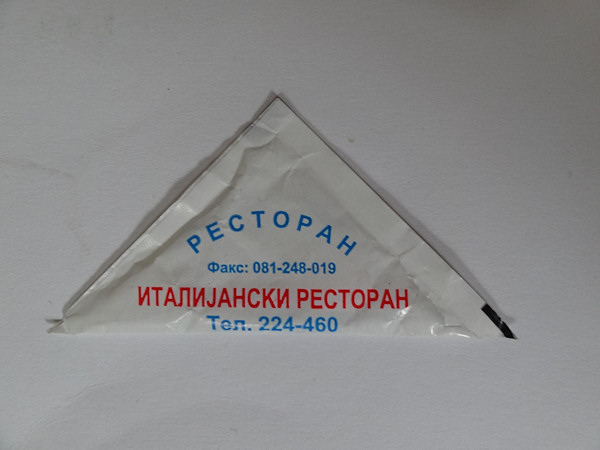 РЕСТОРАН
Факс: 081-248-019
ИТАЛИЈАНСКИ РЕСТОРАН
Тел. 224-460